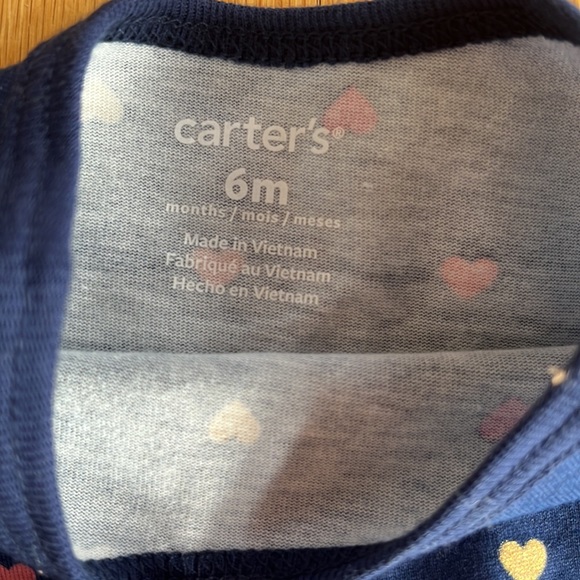 carter's®
6m
months / mois / meses
Made in Vietnam
Fabriqué au Vietnam
Hecho en Vietnam